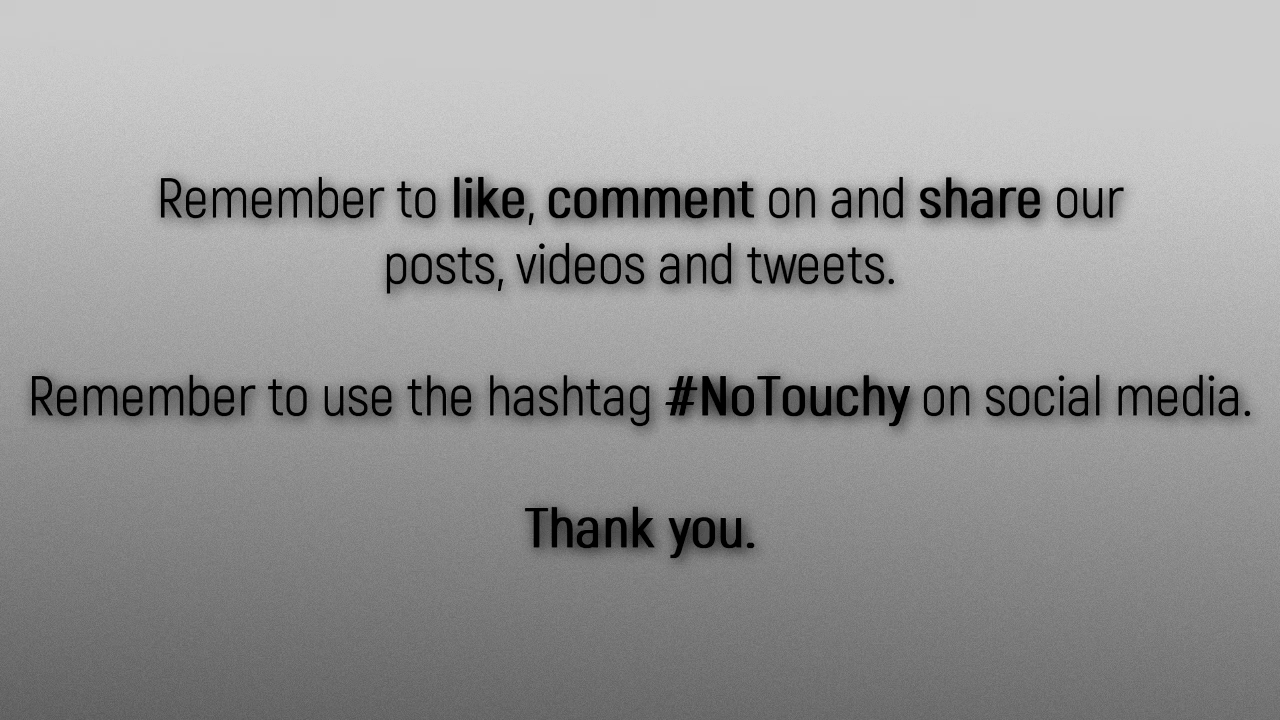 Remember to like, comment on and share our
posts, videos and tweets.
Remember to use the hashtag #NoTouchy on social media.
Thank you.